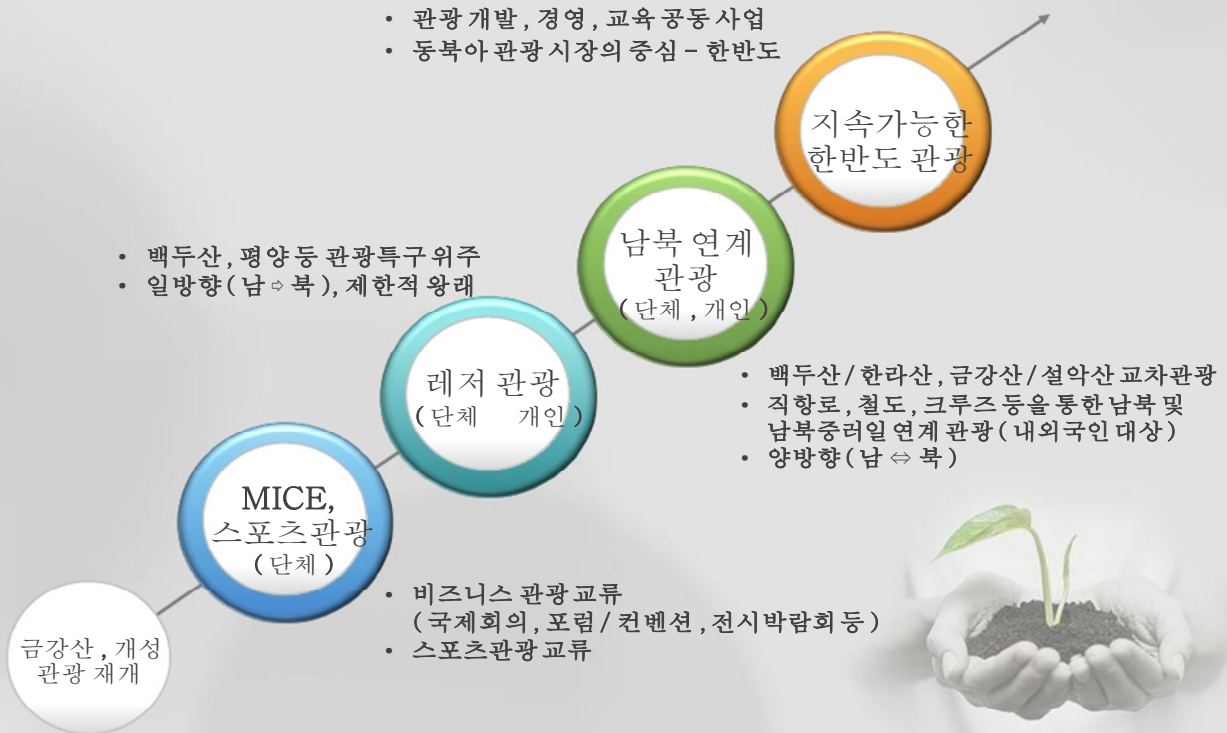 • 관광 개발, 경영, 교육 공동 사업
• 동북아 관광 시장의 중심 – 한반도
지속가능한
한반도 관광
남북 연계
관광
(단체, 개인)
• 백두산, 평양 등 관광특구 위주
• 일방향(남⇨북), 제한적 왕래
레저 관광
(단체 개인)
• 백두산/한라산, 금강산/설악산 교차관광
• 직항로, 철도, 크루즈 등을 통한 남북 및
남북중러일 연계 관광(내외국인 대상)
• 양방향(남 ⇔ 북)
MICE,
스포츠관광
(단체)
• 비즈니스 관광 교류
(국제회의, 포럼/컨벤션, 전시박람회 등)
• 스포츠관광 교류
금강산, 개성
관광 재개